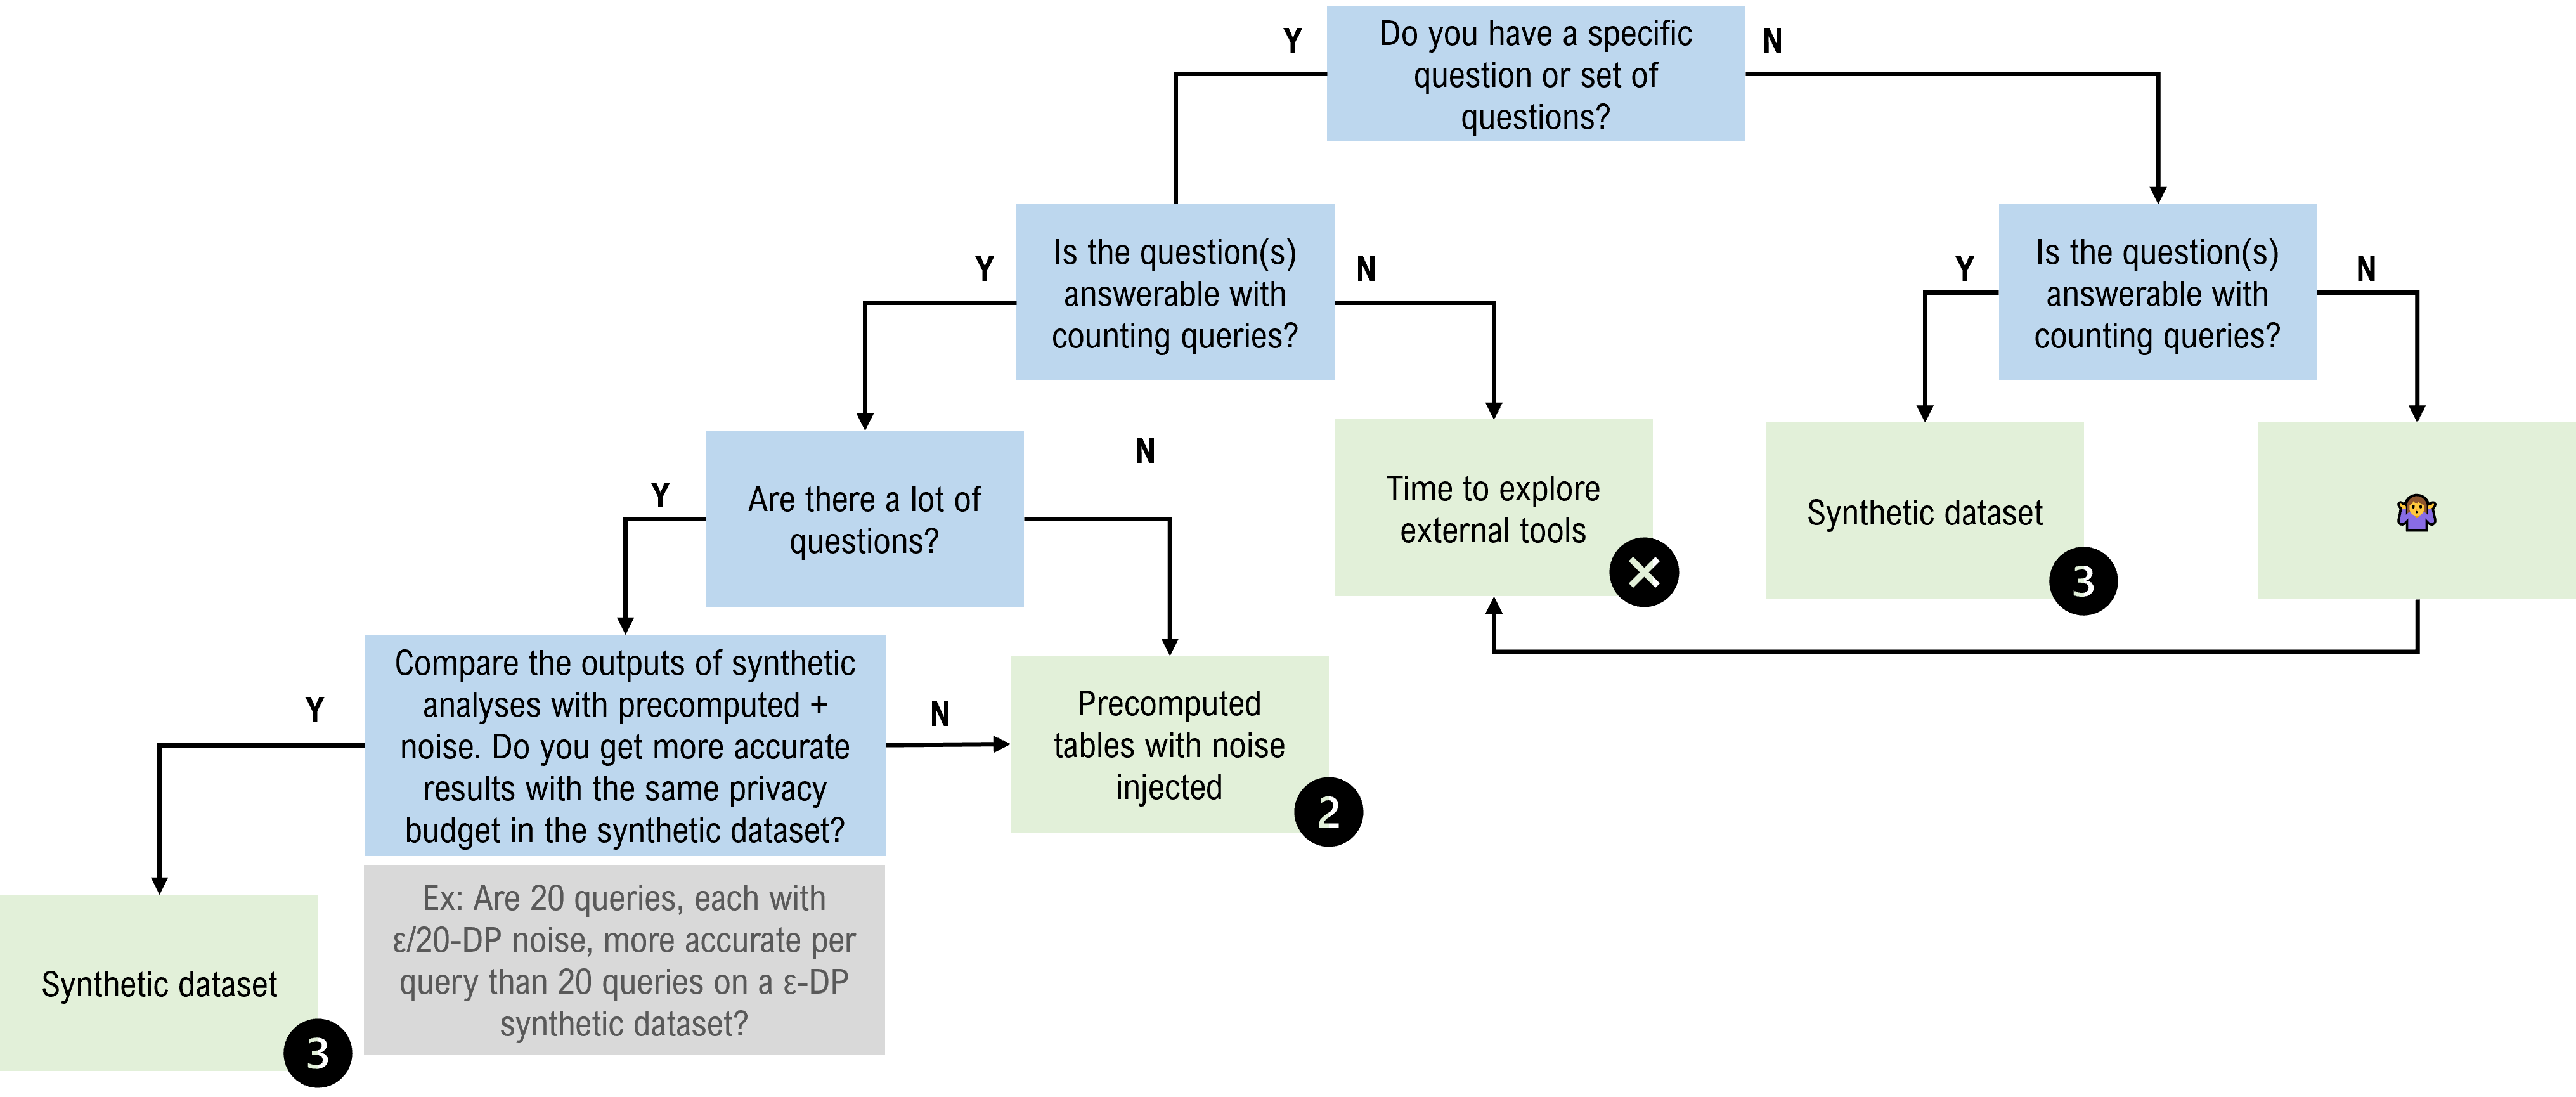 Y
Do you have a specific
question or set of
questions?
N
Y
Is the question(s)
answerable with
counting queries?
N
Y
Is the question(s)
answerable with
counting queries?
N
Y
Are there a lot of
questions?
N
Time to explore
external tools
Synthetic dataset
3
Y
Compare the outputs of synthetic
analyses with precomputed +
noise. Do you get more accurate
results with the same privacy
budget in the synthetic dataset?
N
Precomputed
tables with noise
injected
2
Ex: Are 20 queries, each with
ε/20-DP noise, more accurate per
query than 20 queries on a ε-DP
synthetic dataset?
Synthetic dataset
3